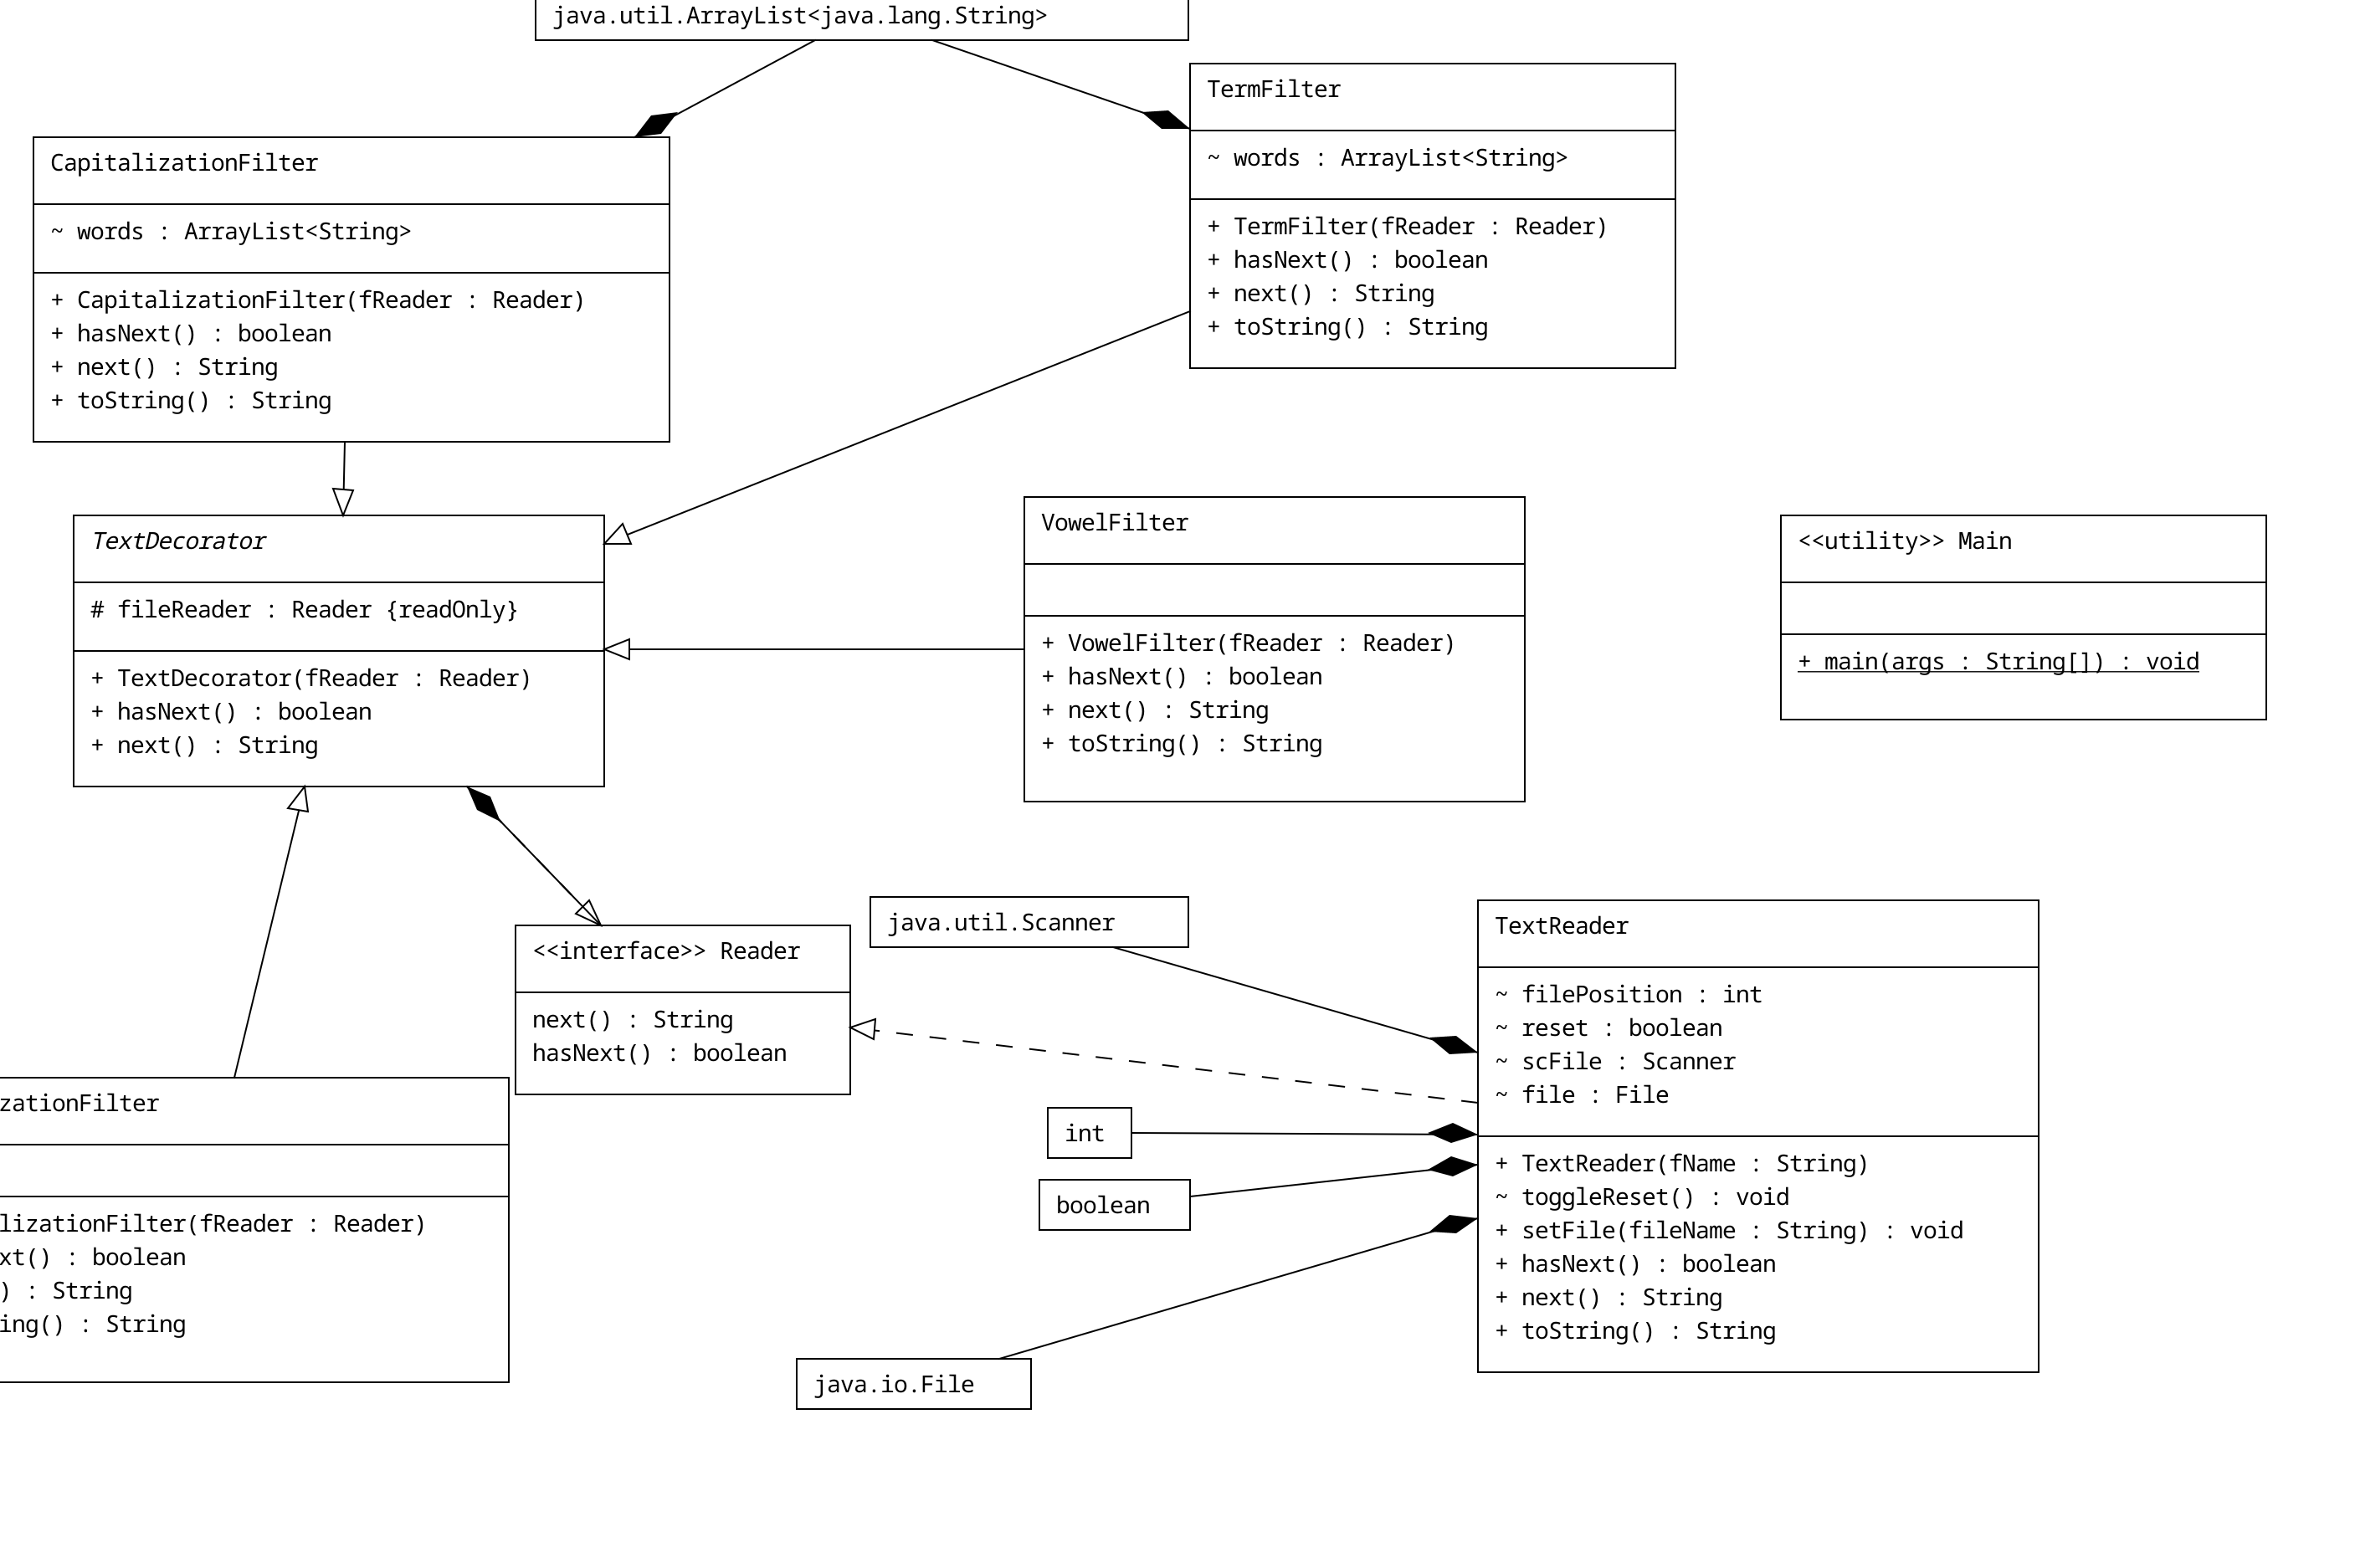 java.util.ArrayList<java.lang.String>
TermFilter
~ words : ArrayList<String>
+ TermFilter(fReader : Reader)
+ hasNext() : boolean
+ next() : String
+ toString() : String
CapitalizationFilter
~ words : ArrayList<String>
+ CapitalizationFilter(fReader : Reader)
+ hasNext() : boolean
+ next() : String
+ toString() : String
TextDecorator
# fileReader : Reader {readOnly}
+ TextDecorator(fReader : Reader)
+ hasNext() : boolean
+ next() : String
VowelFilter
+ VowelFilter(fReader : Reader)
+ hasNext() : boolean
+ next() : String
+ toString() : String
<<utility>> Main
+ main(args : String[]) : void
<<interface>> Reader
next() : String
hasNext() : boolean
java.util.Scanner
TextReader
~ filePosition : int
~ reset : boolean
~ scFile : Scanner
~ file : File
+ TextReader(fName : String)
~ toggleReset() : void
+ setFile(fileName : String) : void
+ hasNext() : boolean
+ next() : String
+ toString() : String
int
boolean
java.io.File
zationFilter
lizationFilter(fReader : Reader)
xt() : boolean
) : String
ing() : String